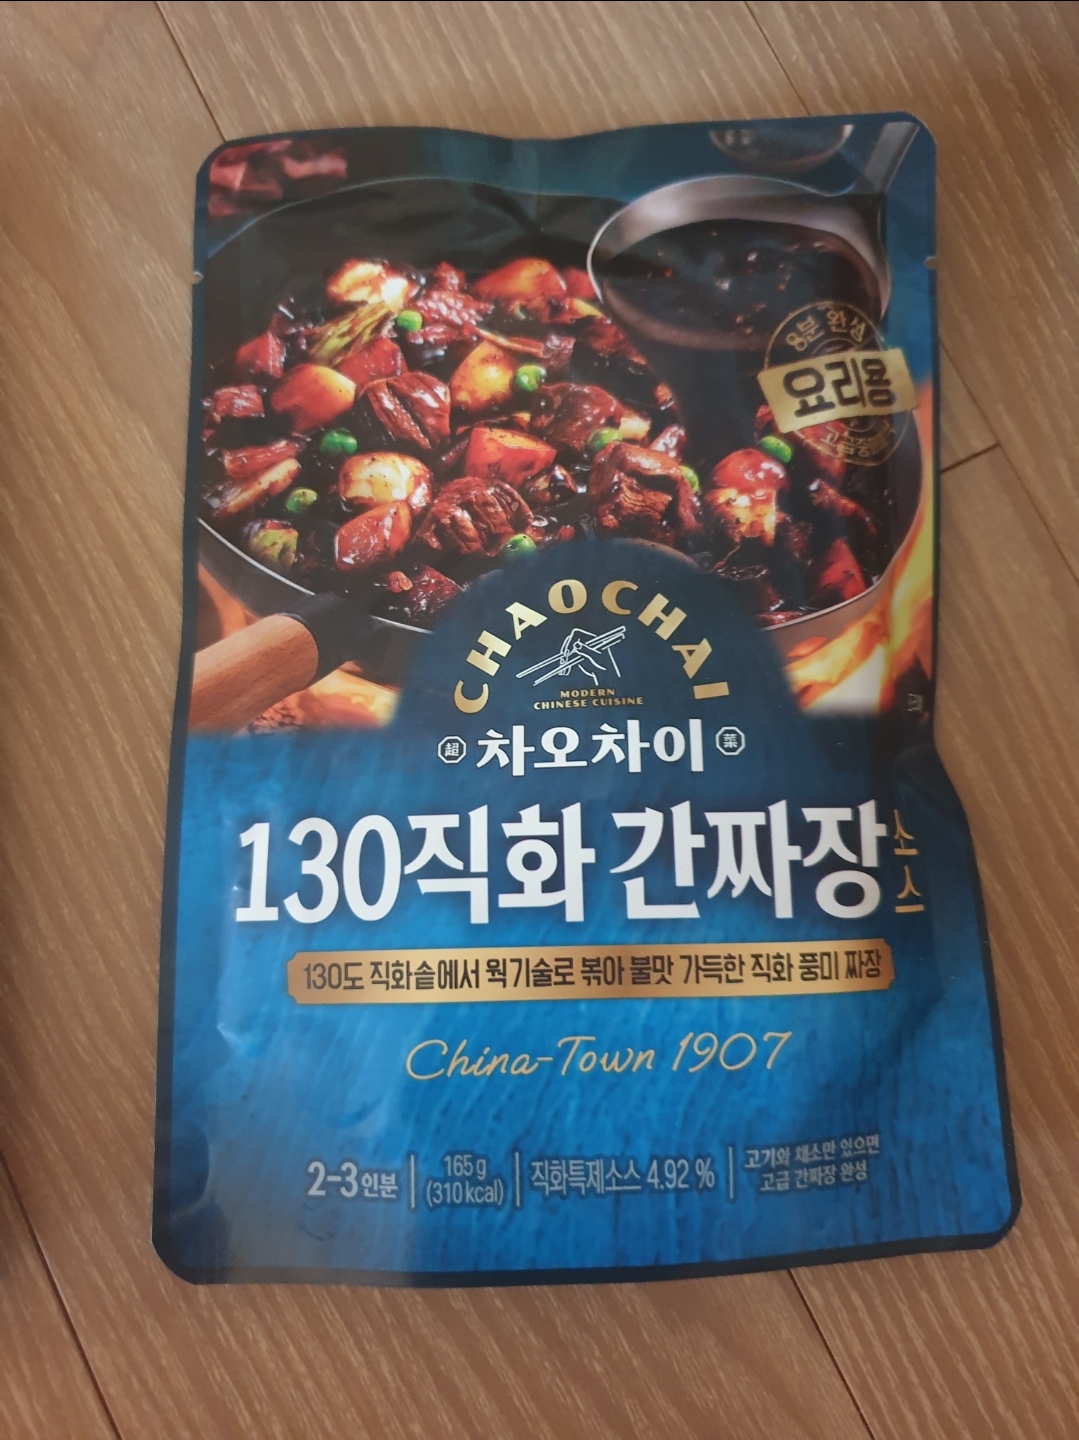 8분 완성
요리용
CHAOCHAI
MODERN
CHINESE CUISINE
超 차오차이 菜
130직화 간짜장 소스
130도 직화솥에서 웍기술로 볶아 불맛 가득한 직화 풍미 짜장
China-Town 1907
2-3인분
165g
(310kcal)
직화특제소스 4.92 %
고기와 채소만 있으면
고급 간짜장 완성